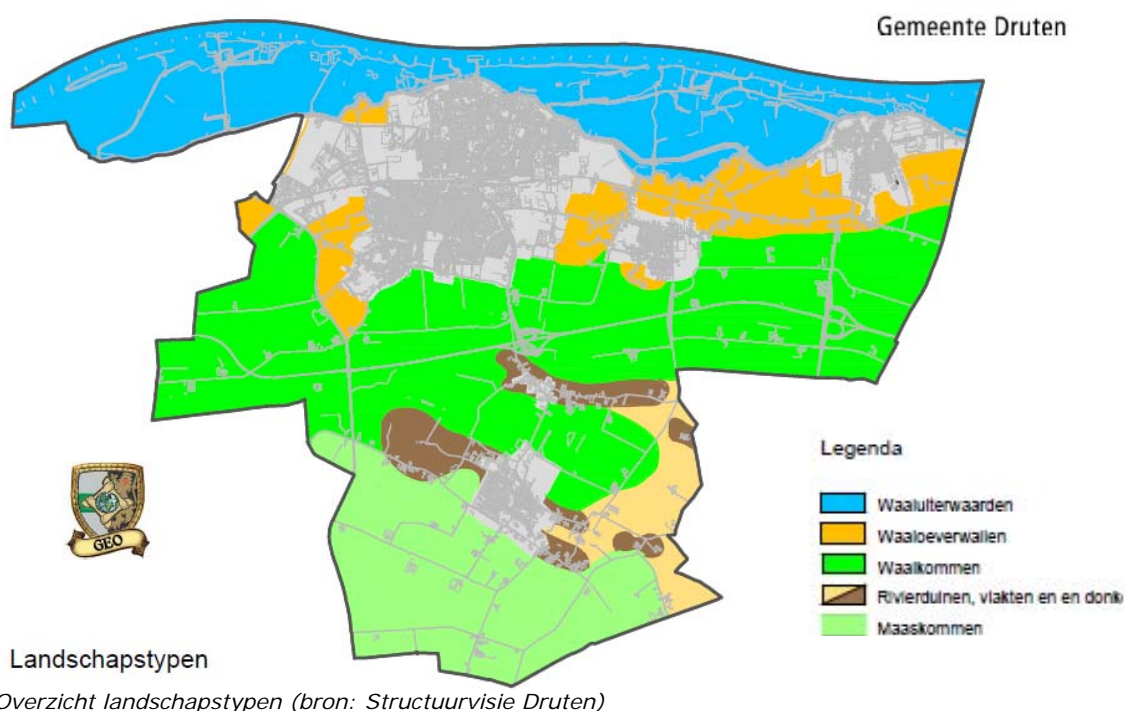 Gemeente Druten
Legenda
Waaluiterwaarden
Waaloeverwallen
Waalkommen
Rivierduinen, vlakten en en donk
Maaskommen
GEO
Landschapstypen
Overzicht landschapstypen (bron: Structuurvisie Druten)